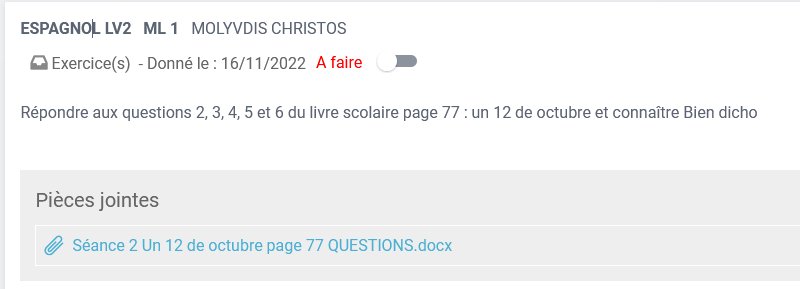 ESPAGNOL LV2 ML 1 MOLYVDIS CHRISTOS
Exercice(s) - Donné le : 16/11/2022 A faire
Répondre aux questions 2, 3, 4, 5 et 6 du livre scolaire page 77 : un 12 de octubre et connaître Bien dicho
Pièces jointes
Séance 2 Un 12 de octubre page 77 QUESTIONS.docx